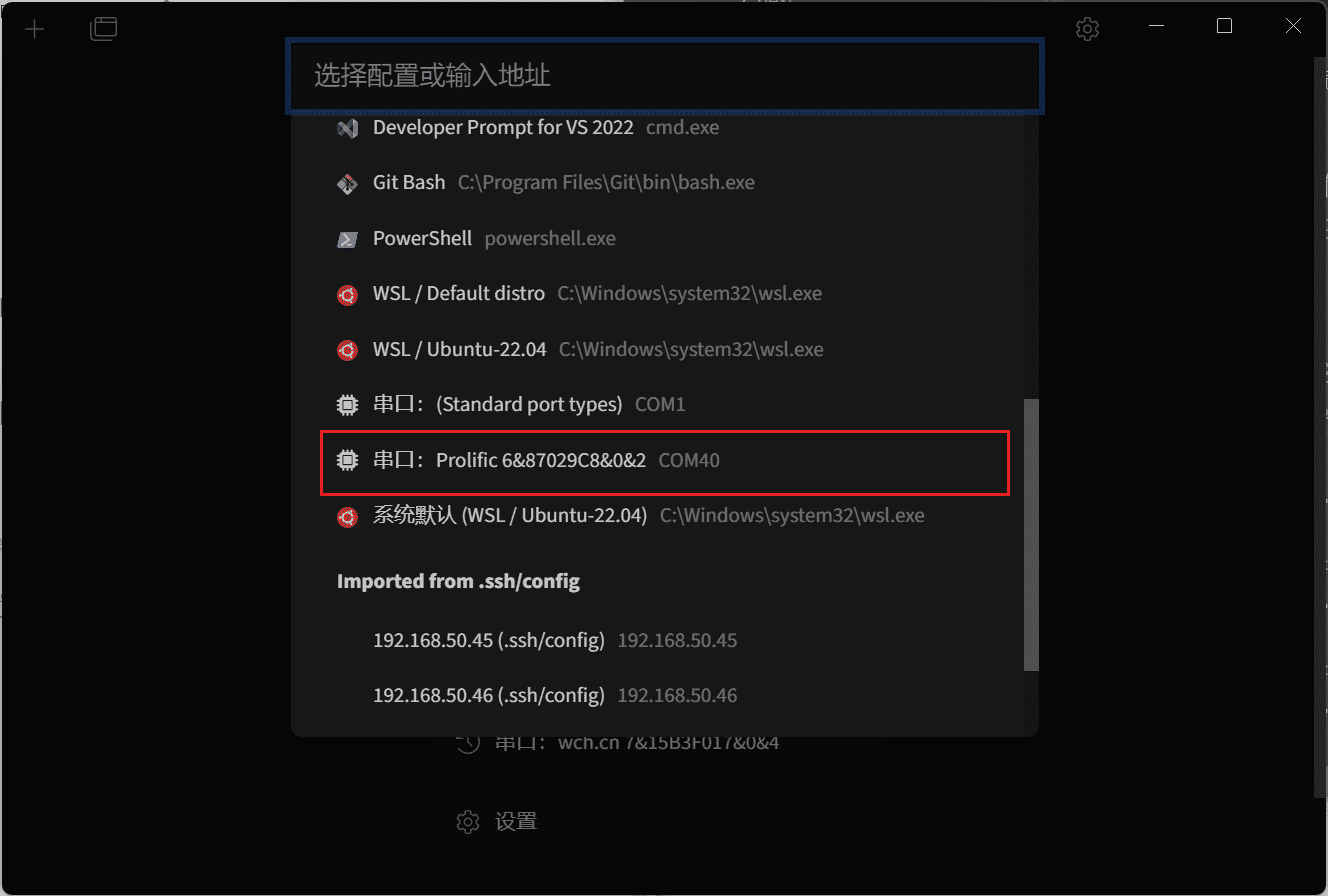 选择配置或输入地址
Developer Prompt for VS 2022 cmd.exe
Git Bash C:\Program Files\Git\bin\bash.exe
PowerShell powershell.exe
WSL / Default distro C:\Windows\system32\wsl.exe
WSL / Ubuntu-22.04 C:\Windows\system32\wsl.exe
串口：(Standard port types) COM1
串口：Prolific 6&87029C8&0&2 COM40
系统默认 (WSL / Ubuntu-22.04) C:\Windows\system32\wsl.exe
Imported from .ssh/config
192.168.50.45 (.ssh/config) 192.168.50.45
192.168.50.46 (.ssh/config) 192.168.50.46
串口：wch.cn 7&15B3F017&0&4
设置